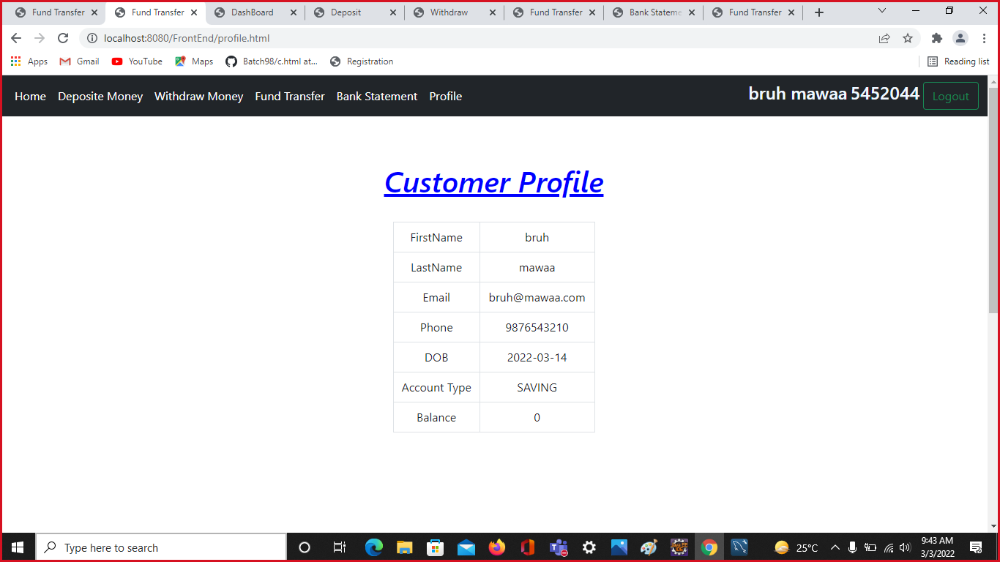 Fund Transfer Fund Transfer DashBoard Deposit Withdraw Fund Transfer Bank Stateme Fund Transfer
localhost:8080/FrontEnd/profile.html
Apps Gmail YouTube Maps Batch98/c.html at... Registration Reading list
Home Deposite Money Withdraw Money Fund Transfer Bank Statement Profile bruh mawaa 5452044 Logout
Customer Profile
FirstName bruh
LastName mawaa
Email bruh@mawaa.com
Phone 9876543210
DOB 2022-03-14
Account Type SAVING
Balance 0
Type here to search 25°C 9:43 AM
3/3/2022